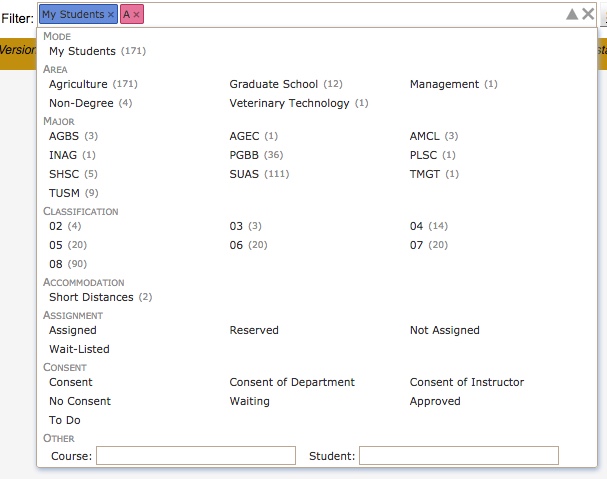 Filter: My Students × A ×
Version
sta
MODE
My Students (171)
AREA
Agriculture (171) Graduate School (12) Management (1)
Non-Degree (4) Veterinary Technology (1)
MAJOR
AGBS (3) AGEC (1) AMCL (3)
INAG (1) PGBB (36) PLSC (1)
SHSC (5) SUAS (111) TMGT (1)
TUSM (9)
CLASSIFICATION
02 (4) 03 (3) 04 (14)
05 (20) 06 (20) 07 (20)
08 (90)
ACCOMMODATION
Short Distances (2)
ASSIGNMENT
Assigned Reserved Not Assigned
Wait-Listed
CONSENT
Consent Consent of Department Consent of Instructor
No Consent Waiting Approved
To Do
OTHER
Course: Student: